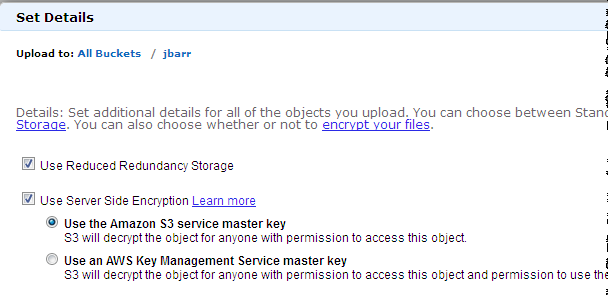 Set Details
Upload to: All Buckets / jbarr
Details: Set additional details for all of the objects you upload. You can choose between
Storage. You can also choose whether or not to encrypt your files.
Use Reduced Redundancy Storage
Use Server Side Encryption Learn more
Use the Amazon S3 service master key
S3 will decrypt the object for anyone with permission to access this object.
Use an AWS Key Management Service master key
S3 will decrypt the object for anyone with permission to access this object and permission to use the